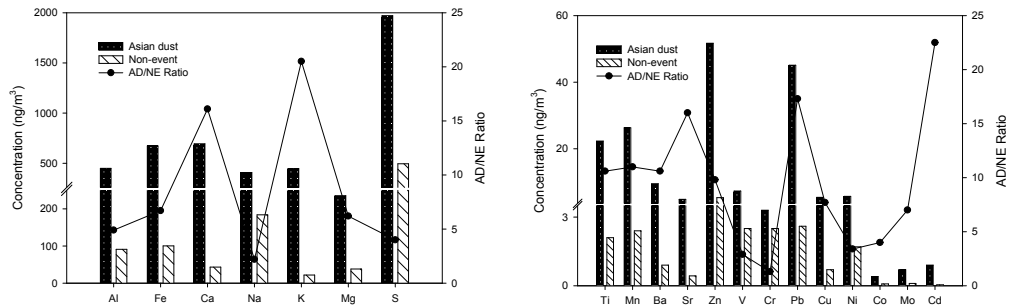 Concentration (ng/m³)
2000
1500
1000
500
200
100
0
Asian dust
Non-event
AD/NE Ratio
25
20
15
10
5
0
AD/NE Ratio
Al Fe Ca Na K Mg S
Concentration (ng/m³)
60
40
20
3
0
Asian dust
Non-event
AD/NE Ratio
25
20
15
10
5
0
AD/NE Ratio
Ti Mn Ba Sr Zn V Cr Pb Cu Ni Co Mo Cd